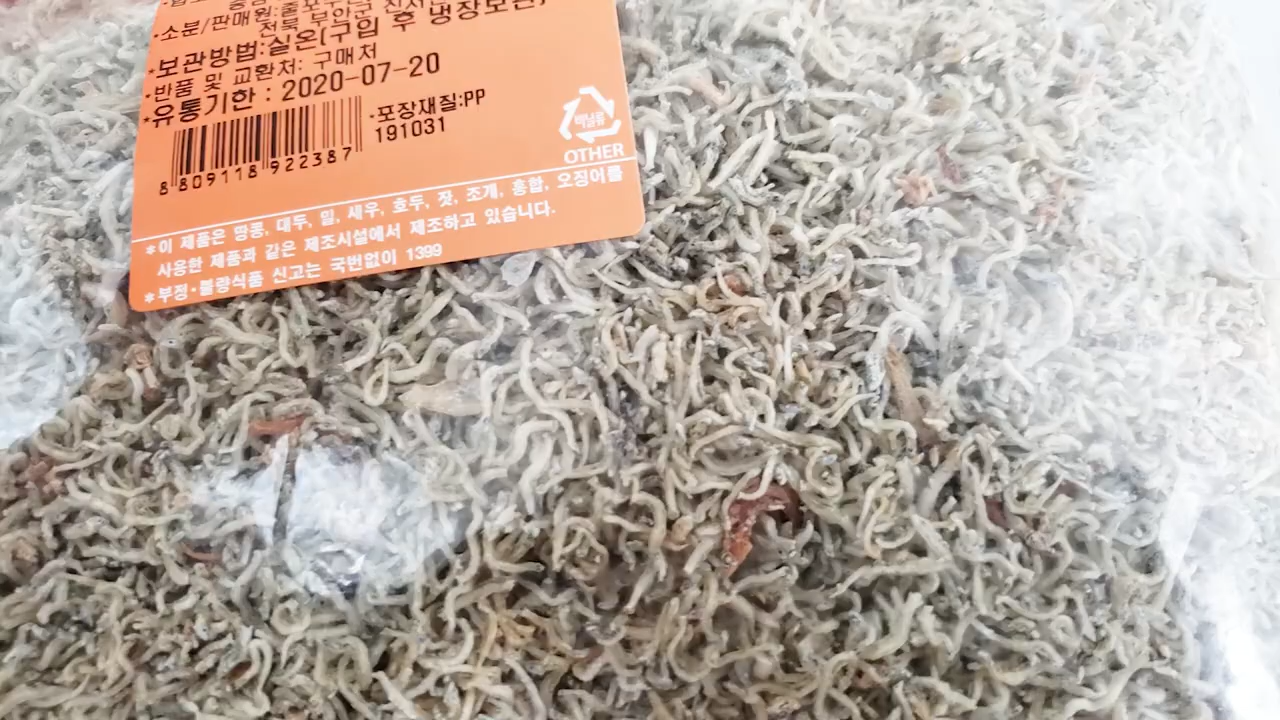 ·소분/판매원:
전북 부안군
·보관방법:실온(구입 후 냉장보관)
·반품 및 교환처: 구매처
·유통기한 : 2020-07-20
·포장재질:PP
191031
8 809118 922387
비닐류
OTHER
*이 제품은 땅콩, 대두, 밀, 새우, 호두, 잣, 조개, 홍합, 오징어를
사용한 제품과 같은 제조시설에서 제조하고 있습니다.
*부정·불량식품 신고는 국번없이 1399